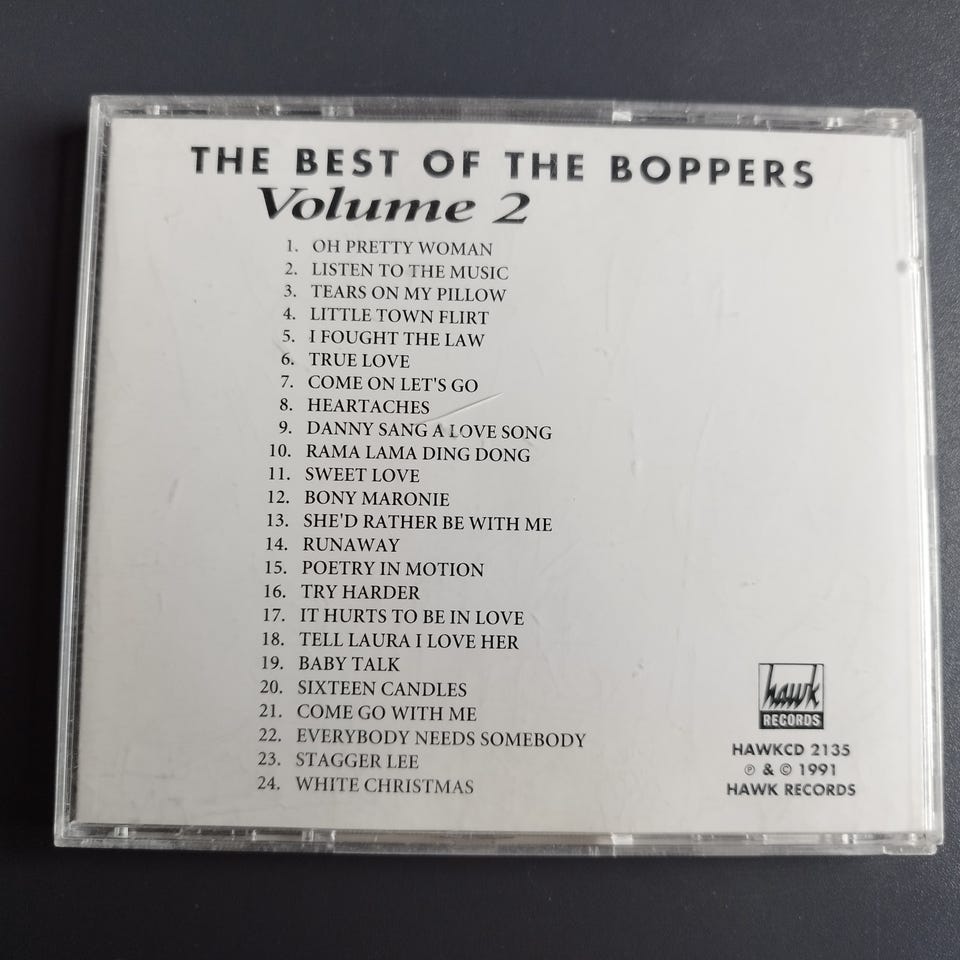 THE BEST OF THE BOPPERS
Volume 2
1. OH PRETTY WOMAN
2. LISTEN TO THE MUSIC
3. TEARS ON MY PILLOW
4. LITTLE TOWN FLIRT
5. I FOUGHT THE LAW
6. TRUE LOVE
7. COME ON LET'S GO
8. HEARTACHES
9. DANNY SANG A LOVE SONG
10. RAMA LAMA DING DONG
11. SWEET LOVE
12. BONY MARONIE
13. SHE'D RATHER BE WITH ME
14. RUNAWAY
15. POETRY IN MOTION
16. TRY HARDER
17. IT HURTS TO BE IN LOVE
18. TELL LAURA I LOVE HER
19. BABY TALK
20. SIXTEEN CANDLES
21. COME GO WITH ME
22. EVERYBODY NEEDS SOMEBODY
23. STAGGER LEE
24. WHITE CHRISTMAS
hawk
RECORDS
HAWKCD 2135
℗ & © 1991
HAWK RECORDS